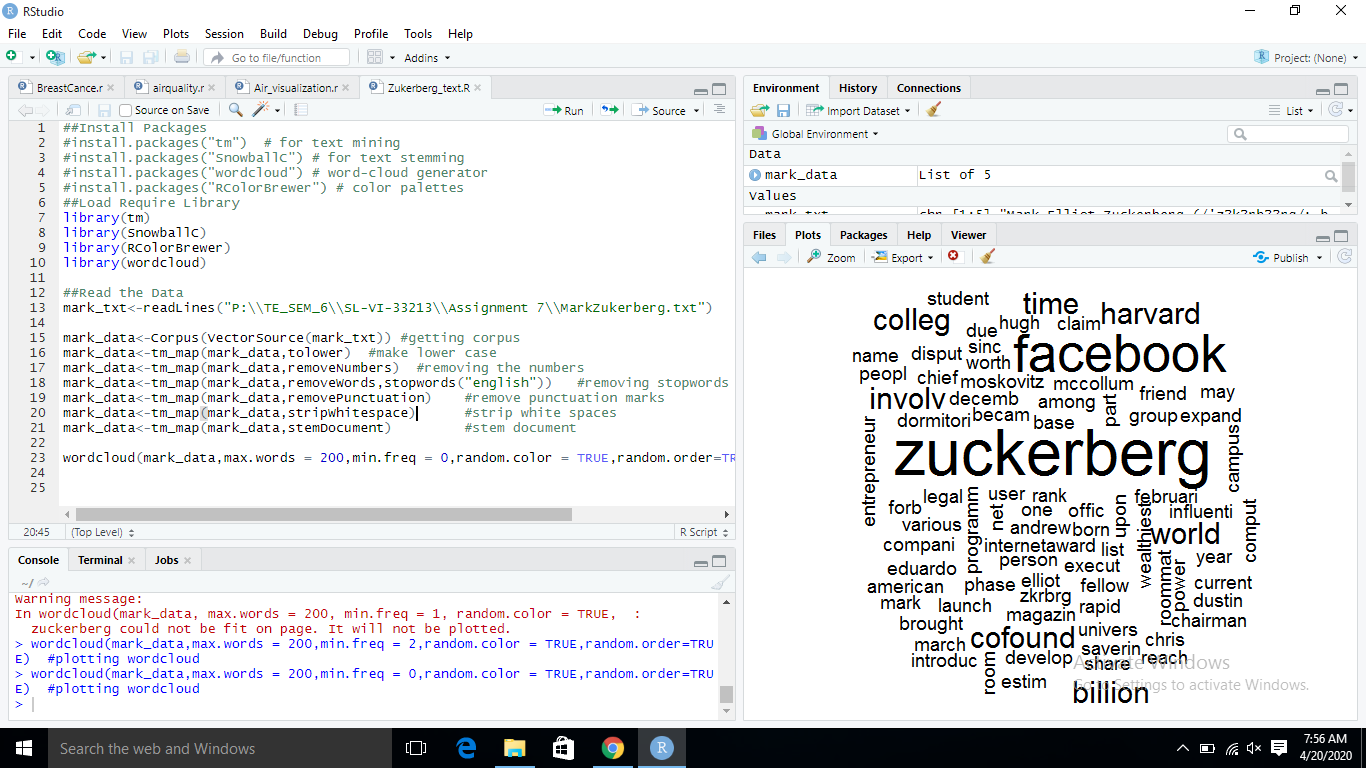 RStudio
File Edit Code View Plots Session Build Debug Profile Tools Help
Go to file/function Addins Project: (None)
BreastCance.r airquality.r Air_visualization.r Zukerberg_text.R
Source on Save Run Source
1 ##Install Packages
2 #install.packages("tm") # for text mining
3 #install.packages("SnowballC") # for text stemming
4 #install.packages("wordcloud") # word-cloud generator
5 #install.packages("RColorBrewer") # color palettes
6 ##Load Require Library
7 library(tm)
8 library(SnowballC)
9 library(RColorBrewer)
10 library(wordcloud)
11
12 ##Read the Data
13 mark_txt<-readLines("P:\\TE_SEM_6\\SL-VI-33213\\Assignment 7\\MarkZukerberg.txt")
14
15 mark_data<-Corpus(VectorSource(mark_txt)) #getting corpus
16 mark_data<-tm_map(mark_data,tolower) #make lower case
17 mark_data<-tm_map(mark_data,removeNumbers) #removing the numbers
18 mark_data<-tm_map(mark_data,removeWords,stopwords("english")) #removing stopwords
19 mark_data<-tm_map(mark_data,removePunctuation) #remove punctuation marks
20 mark_data<-tm_map(mark_data,stripWhitespace) #strip white spaces
21 mark_data<-tm_map(mark_data,stemDocument) #stem document
22
23 wordcloud(mark_data,max.words = 200,min.freq = 0,random.color = TRUE,random.order=TR
24
25
20:45 (Top Level) R Script
Console Terminal Jobs
~/
Warning message:
In wordcloud(mark_data, max.words = 200, min.freq = 1, random.color = TRUE, :
zuckerberg could not be fit on page. It will not be plotted.
> wordcloud(mark_data,max.words = 200,min.freq = 2,random.color = TRUE,random.order=TRU
E) #plotting wordcloud
> wordcloud(mark_data,max.words = 200,min.freq = 0,random.color = TRUE,random.order=TRU
E) #plotting wordcloud
>
Environment History Connections
Import Dataset List
Global Environment
Data
mark_data List of 5
Values
mark_txt chr [1:5] "Mark Elliot Zuckerberg
Files Plots Packages Help Viewer
Zoom Export Publish
student time
colleg due hugh claim harvard
name disput sinc worth facebook
peopl chief moskovitz mccollum friend may
involv decemb among part group expand
dormitori becam base
entrepreneur zuckerberg campus
forb legal user rank februari
various programm net one offic upon influenti
compani andrew born wealthiest world comput
internet award list
eduardo person execut year
american phase elliot fellow roommat power current
mark launch zkrbrg magazin rapid dustin
brought chairman
march cofound univers chris
introduc room develop saverin share reach
estim billion
Activate Windows
Go to Settings to activate Windows.
Search the web and Windows
7:56 AM
4/20/2020